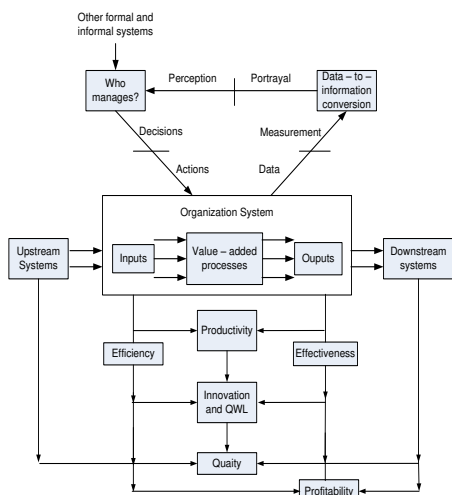 Other formal and
informal systems
Who
manages?
Perception
Portrayal
Data – to –
information
conversion
Decisions
Measurement
Actions
Data
Organization System
Upstream
Systems
Inputs
Value – added
processes
Ouputs
Downstream
systems
Productivity
Efficiency
Effectiveness
Innovation
and QWL
Quaity
Profitability